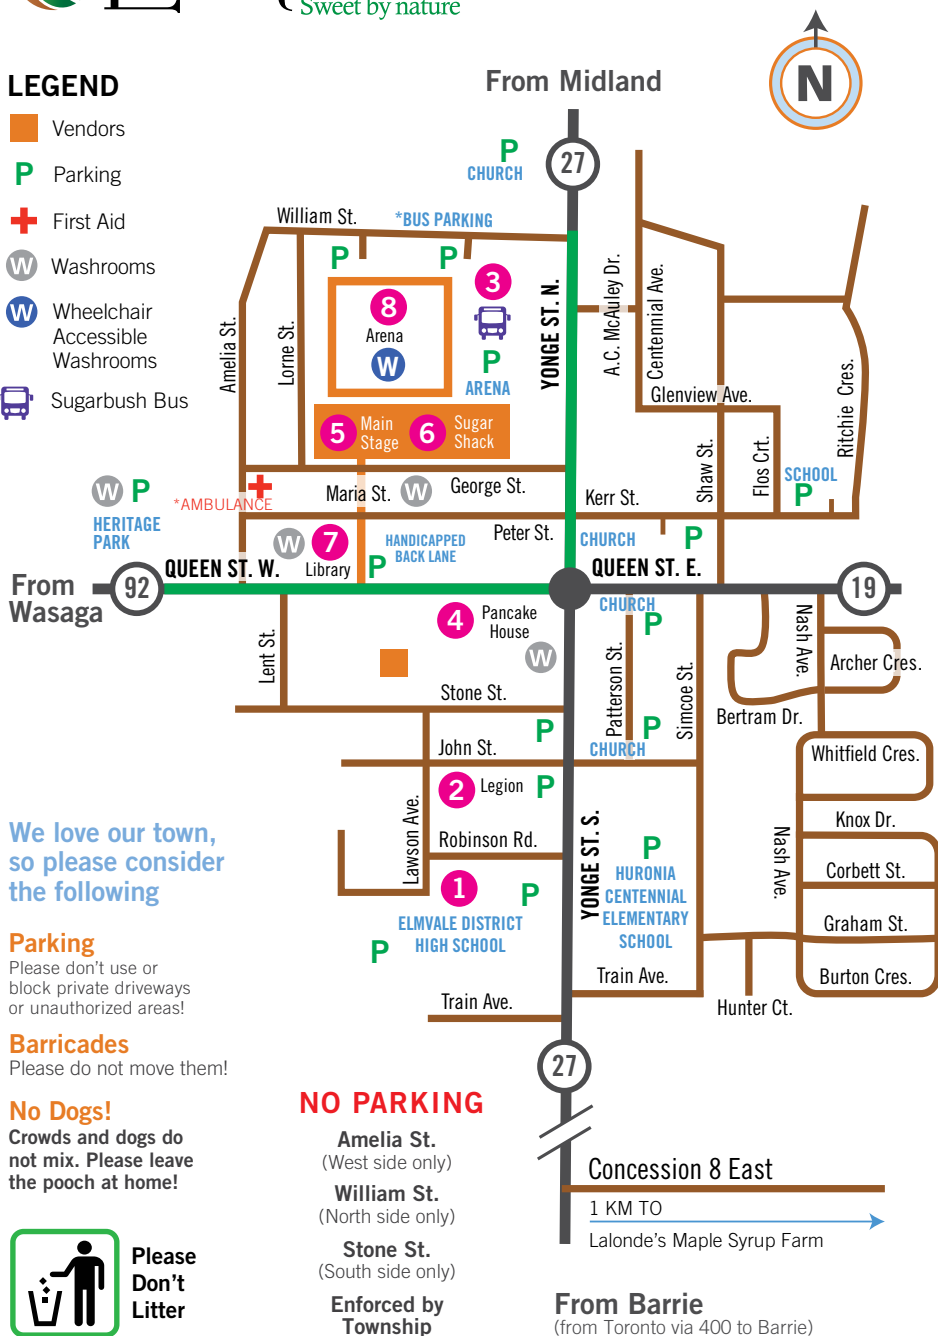 Sweet by nature
N
LEGEND
Vendors
P Parking
First Aid
W Washrooms
W Wheelchair
Accessible
Washrooms
Sugarbush Bus
From Midland
27
P
CHURCH
William St.
*BUS PARKING
P
P
3
8
Arena
W
P
ARENA
5 Main
Stage
6 Sugar
Shack
Amelia St.
Lorne St.
YONGE ST. N.
A.C. McAuley Dr.
Centennial Ave.
Glenview Ave.
Ritchie Cres.
Shaw St.
Flos Crt.
SCHOOL
P
W P
HERITAGE
PARK
*AMBULANCE
Maria St.
W
George St.
Kerr St.
Peter St.
W
7
Library
HANDICAPPED
BACK LANE
P
CHURCH
P
From
Wasaga
92
QUEEN ST. W.
QUEEN ST. E.
19
4
Pancake
House
W
CHURCH
P
Lent St.
Stone St.
Patterson St.
Simcoe St.
Nash Ave.
Archer Cres.
Bertram Dr.
P
P
CHURCH
John St.
2 Legion P
Whitfield Cres.
Lawson Ave.
Robinson Rd.
YONGE ST. S.
Nash Ave.
Knox Dr.
Corbett St.
Graham St.
Burton Cres.
1
P
ELMVALE DISTRICT
HIGH SCHOOL
P
P
HURONIA
CENTENNIAL
ELEMENTARY
SCHOOL
Train Ave.
Train Ave.
Hunter Ct.
27
We love our town,
so please consider
the following
Parking
Please don't use or
block private driveways
or unauthorized areas!
Barricades
Please do not move them!
No Dogs!
Crowds and dogs do
not mix. Please leave
the pooch at home!
Please
Don't
Litter
NO PARKING
Amelia St.
(West side only)
William St.
(North side only)
Stone St.
(South side only)
Enforced by
Township
Concession 8 East
1 KM TO
Lalonde's Maple Syrup Farm
From Barrie
(from Toronto via 400 to Barrie)